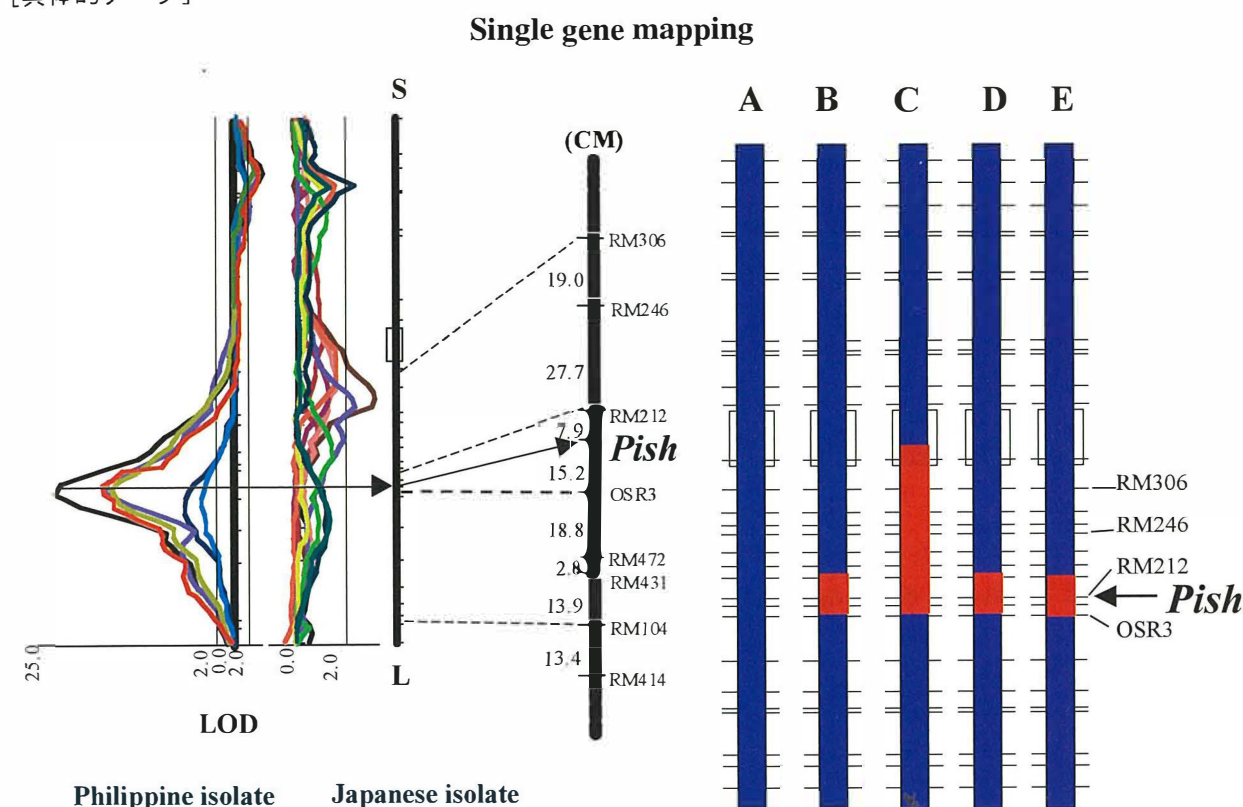 Single gene mapping
S
A B C D E
(CM)
RM306
19.0
RM246
27.7
RM212
7.9
Pish
15.2
OSR3
18.8
RM472
2.8
RM431
13.9
RM104
13.4
RM414
RM306
RM246
RM212
Pish
OSR3
25.0
2.0
0.0
2.0
0.0
2.0
L
LOD
Philippine isolate Japanese isolate